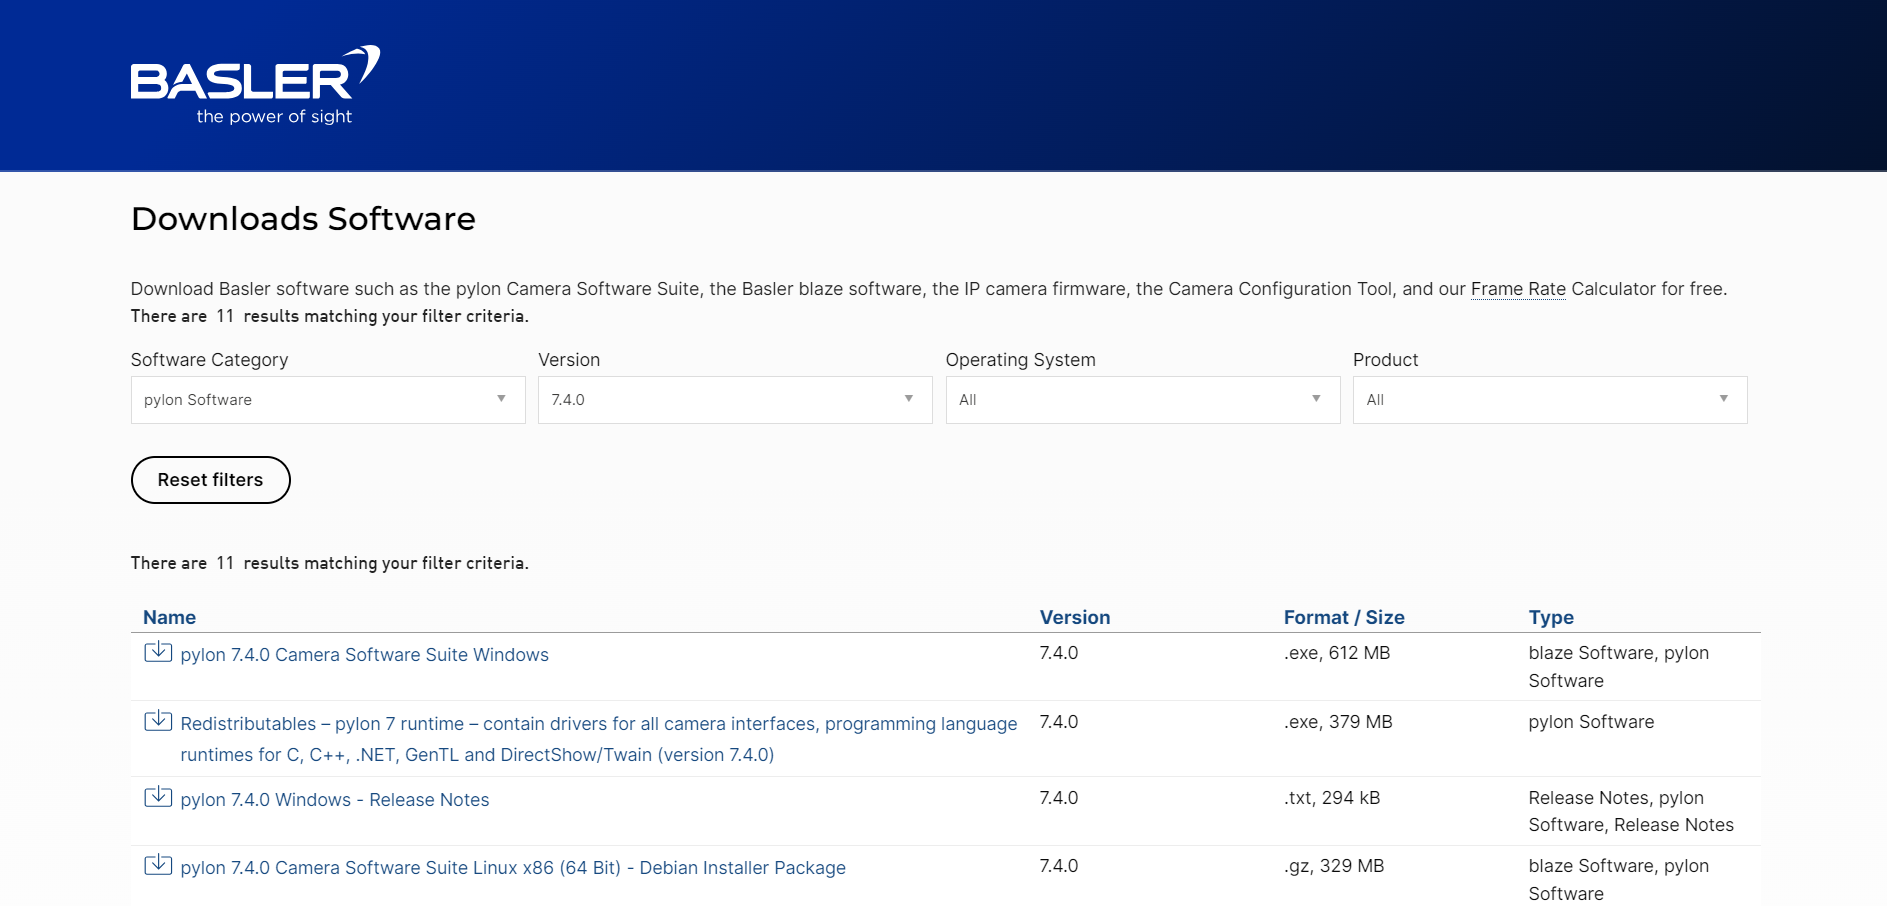 BASLER
the power of sight
Downloads Software
Download Basler software such as the pylon Camera Software Suite, the Basler blaze software, the IP camera firmware, the Camera Configuration Tool, and our Frame Rate Calculator for free.
There are 11 results matching your filter criteria.
Software Category Version Operating System Product
pylon Software 7.4.0 All All
Reset filters
There are 11 results matching your filter criteria.
Name Version Format / Size Type
pylon 7.4.0 Camera Software Suite Windows 7.4.0 .exe, 612 MB blaze Software, pylon
Software
Redistributables – pylon 7 runtime – contain drivers for all camera interfaces, programming language 7.4.0 .exe, 379 MB pylon Software
runtimes for C, C++, .NET, GenTL and DirectShow/Twain (version 7.4.0)
pylon 7.4.0 Windows - Release Notes 7.4.0 .txt, 294 kB Release Notes, pylon
Software, Release Notes
pylon 7.4.0 Camera Software Suite Linux x86 (64 Bit) - Debian Installer Package 7.4.0 .gz, 329 MB blaze Software, pylon
Software